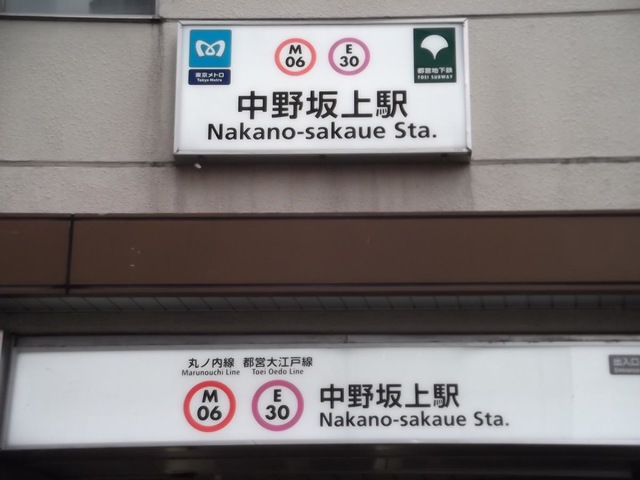 M 06 E 30
東京メトロ
Tokyo Metro
都営地下鉄
TOEI SUBWAY
中野坂上駅
Nakano-sakaue Sta.
丸ノ内線 都営大江戸線
Marunouchi Line Toei Oedo Line
M 06 E 30
中野坂上駅
Nakano-sakaue Sta.
出入口